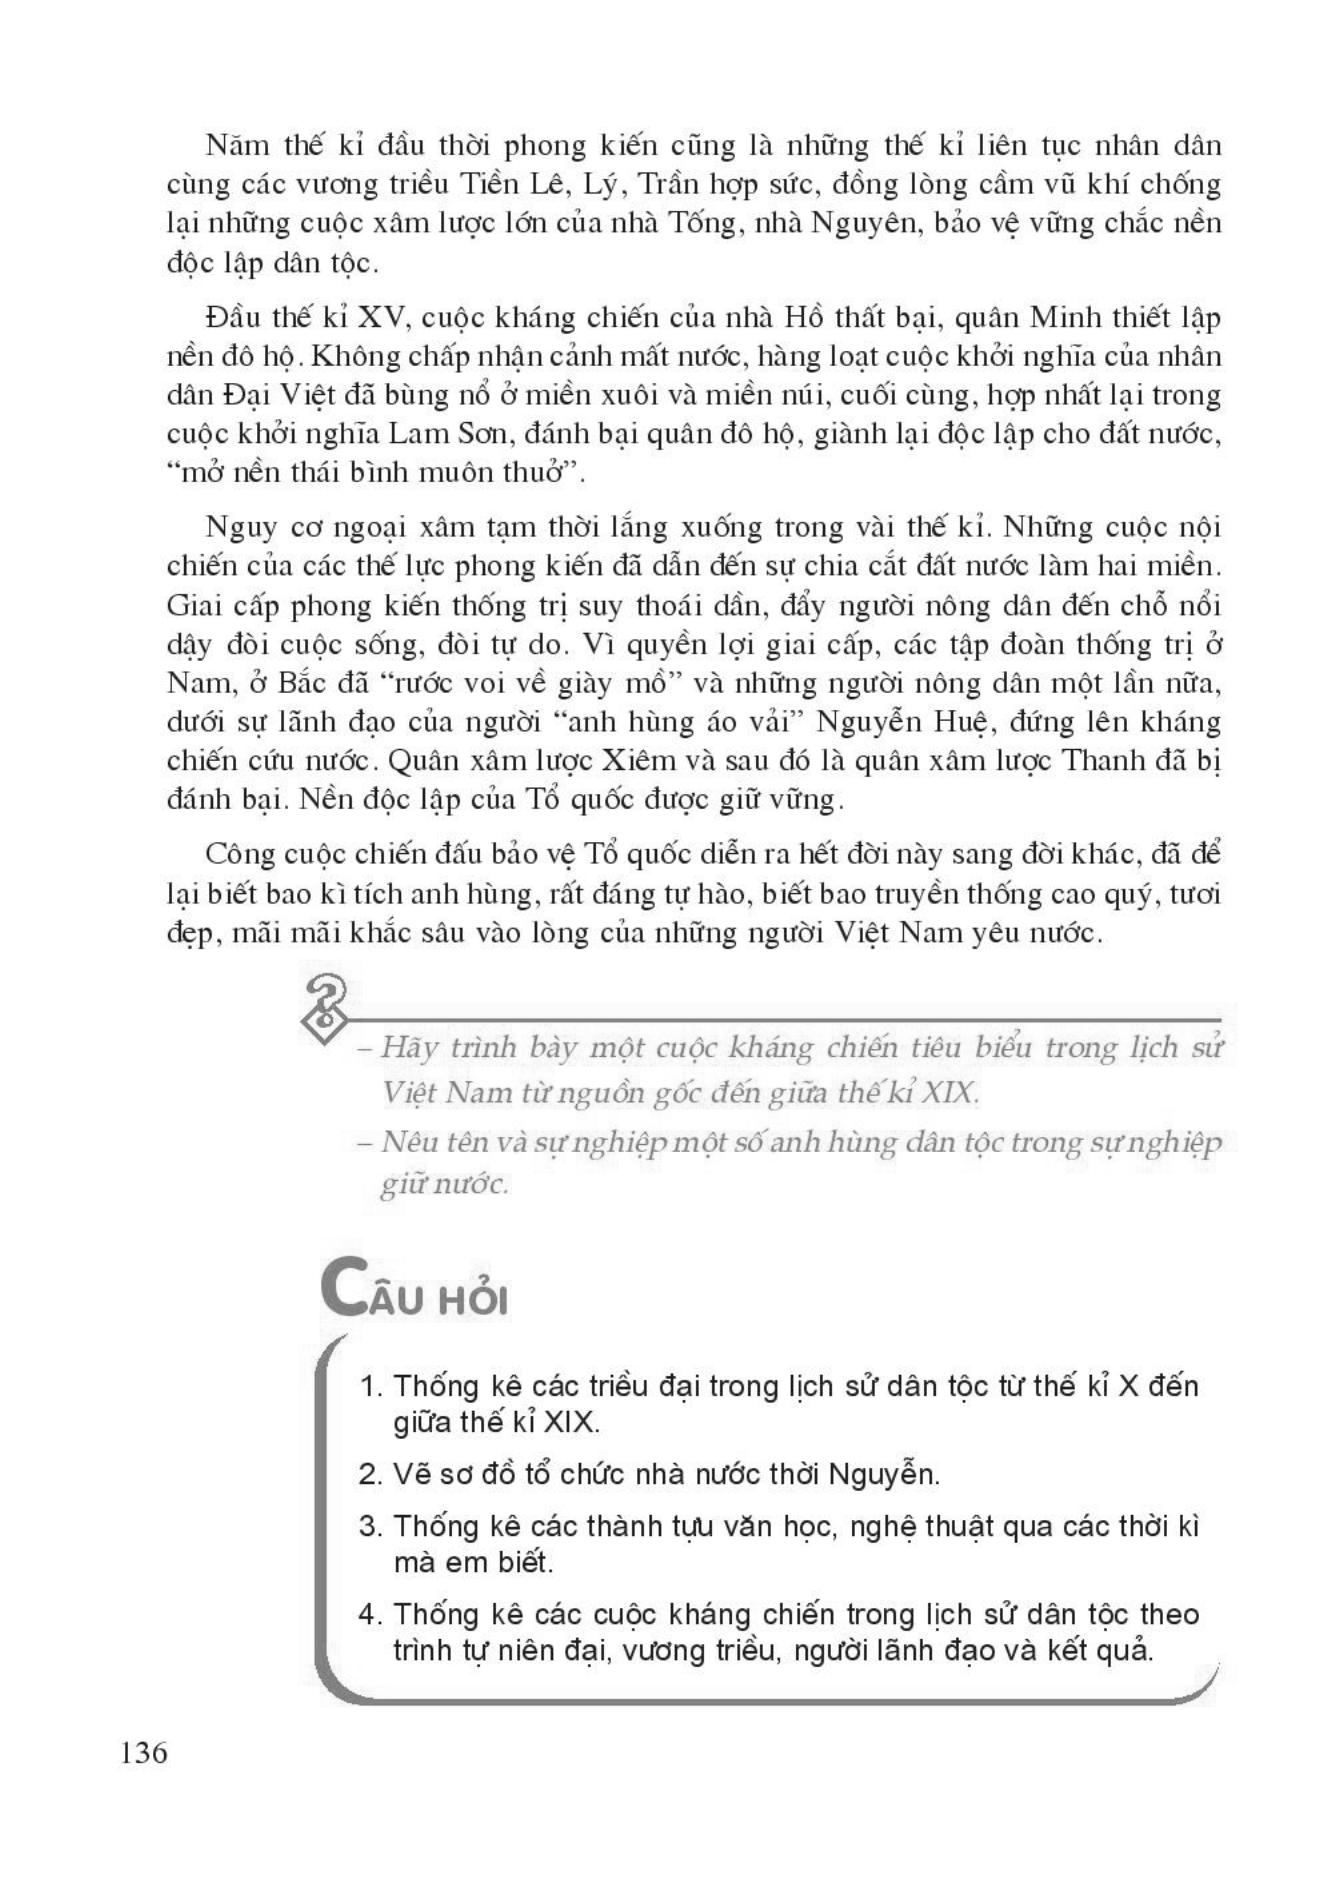 Năm thế kỉ đầu thời phong kiến cũng là những thế kỉ liên tục nhân dân
cùng các vương triều Tiền Lê, Lý, Trần hợp sức, đồng lòng cầm vũ khí chống
lại những cuộc xâm lược lớn của nhà Tống, nhà Nguyên, bảo vệ vững chắc nền
độc lập dân tộc.
Đầu thế kỉ XV, cuộc kháng chiến của nhà Hồ thất bại, quân Minh thiết lập
nền đô hộ. Không chấp nhận cảnh mất nước, hàng loạt cuộc khởi nghĩa của nhân
dân Đại Việt đã bùng nổ ở miền xuôi và miền núi, cuối cùng, hợp nhất lại trong
cuộc khởi nghĩa Lam Sơn, đánh bại quân đô hộ, giành lại độc lập cho đất nước,
“mở nền thái bình muôn thuở”.
Nguy cơ ngoại xâm tạm thời lắng xuống trong vài thế kỉ. Những cuộc nội
chiến của các thế lực phong kiến đã dẫn đến sự chia cắt đất nước làm hai miền.
Giai cấp phong kiến thống trị suy thoái dần, đẩy người nông dân đến chỗ nổi
dậy đòi cuộc sống, đòi tự do. Vì quyền lợi giai cấp, các tập đoàn thống trị ở
Nam, ở Bắc đã “rước voi về giày mồ” và những người nông dân một lần nữa,
dưới sự lãnh đạo của người “anh hùng áo vải” Nguyễn Huệ, đứng lên kháng
chiến cứu nước. Quân xâm lược Xiêm và sau đó là quân xâm lược Thanh đã bị
đánh bại. Nền độc lập của Tổ quốc được giữ vững.
Công cuộc chiến đấu bảo vệ Tổ quốc diễn ra hết đời này sang đời khác, đã để
lại biết bao kì tích anh hùng, rất đáng tự hào, biết bao truyền thống cao quý, tươi
đẹp, mãi mãi khắc sâu vào lòng của những người Việt Nam yêu nước.
?
– Hãy trình bày một cuộc kháng chiến tiêu biểu trong lịch sử
Việt Nam từ nguồn gốc đến giữa thế kỉ XIX.
– Nêu tên và sự nghiệp một số anh hùng dân tộc trong sự nghiệp
giữ nước.
CÂU HỎI
1. Thống kê các triều đại trong lịch sử dân tộc từ thế kỉ X đến
giữa thế kỉ XIX.
2. Vẽ sơ đồ tổ chức nhà nước thời Nguyễn.
3. Thống kê các thành tựu văn học, nghệ thuật qua các thời kì
mà em biết.
4. Thống kê các cuộc kháng chiến trong lịch sử dân tộc theo
trình tự niên đại, vương triều, người lãnh đạo và kết quả.
136